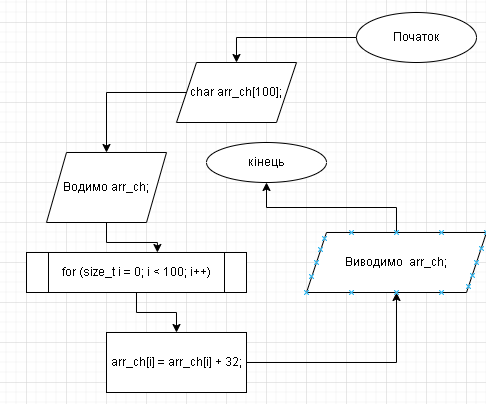 Початок
char arr_ch[100];
Водимо arr_ch;
for (size_t i = 0; i < 100; i++)
arr_ch[i] = arr_ch[i] + 32;
Виводимо arr_ch;
кінець